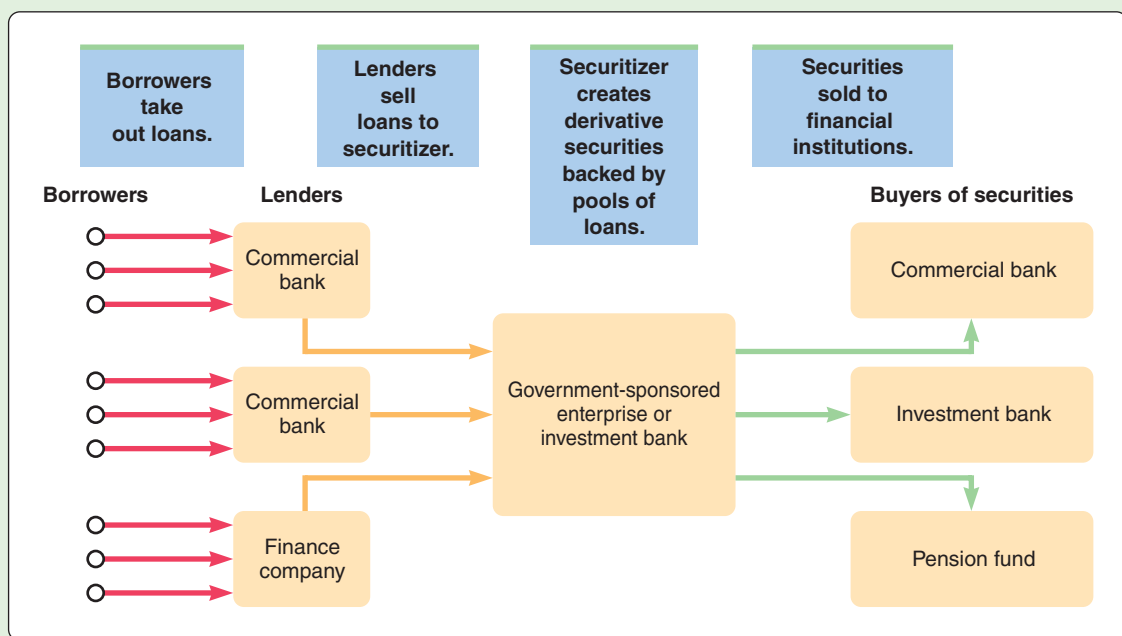 Borrowers
take
out loans.
Lenders
sell
loans to
securitizer.
Securitizer
creates
derivative
securities
backed by
pools of
loans.
Securities
sold to
financial
institutions.
Borrowers
Lenders
Buyers of securities
Commercial
bank
Commercial
bank
Finance
company
Government-sponsored
enterprise or
investment bank
Commercial bank
Investment bank
Pension fund